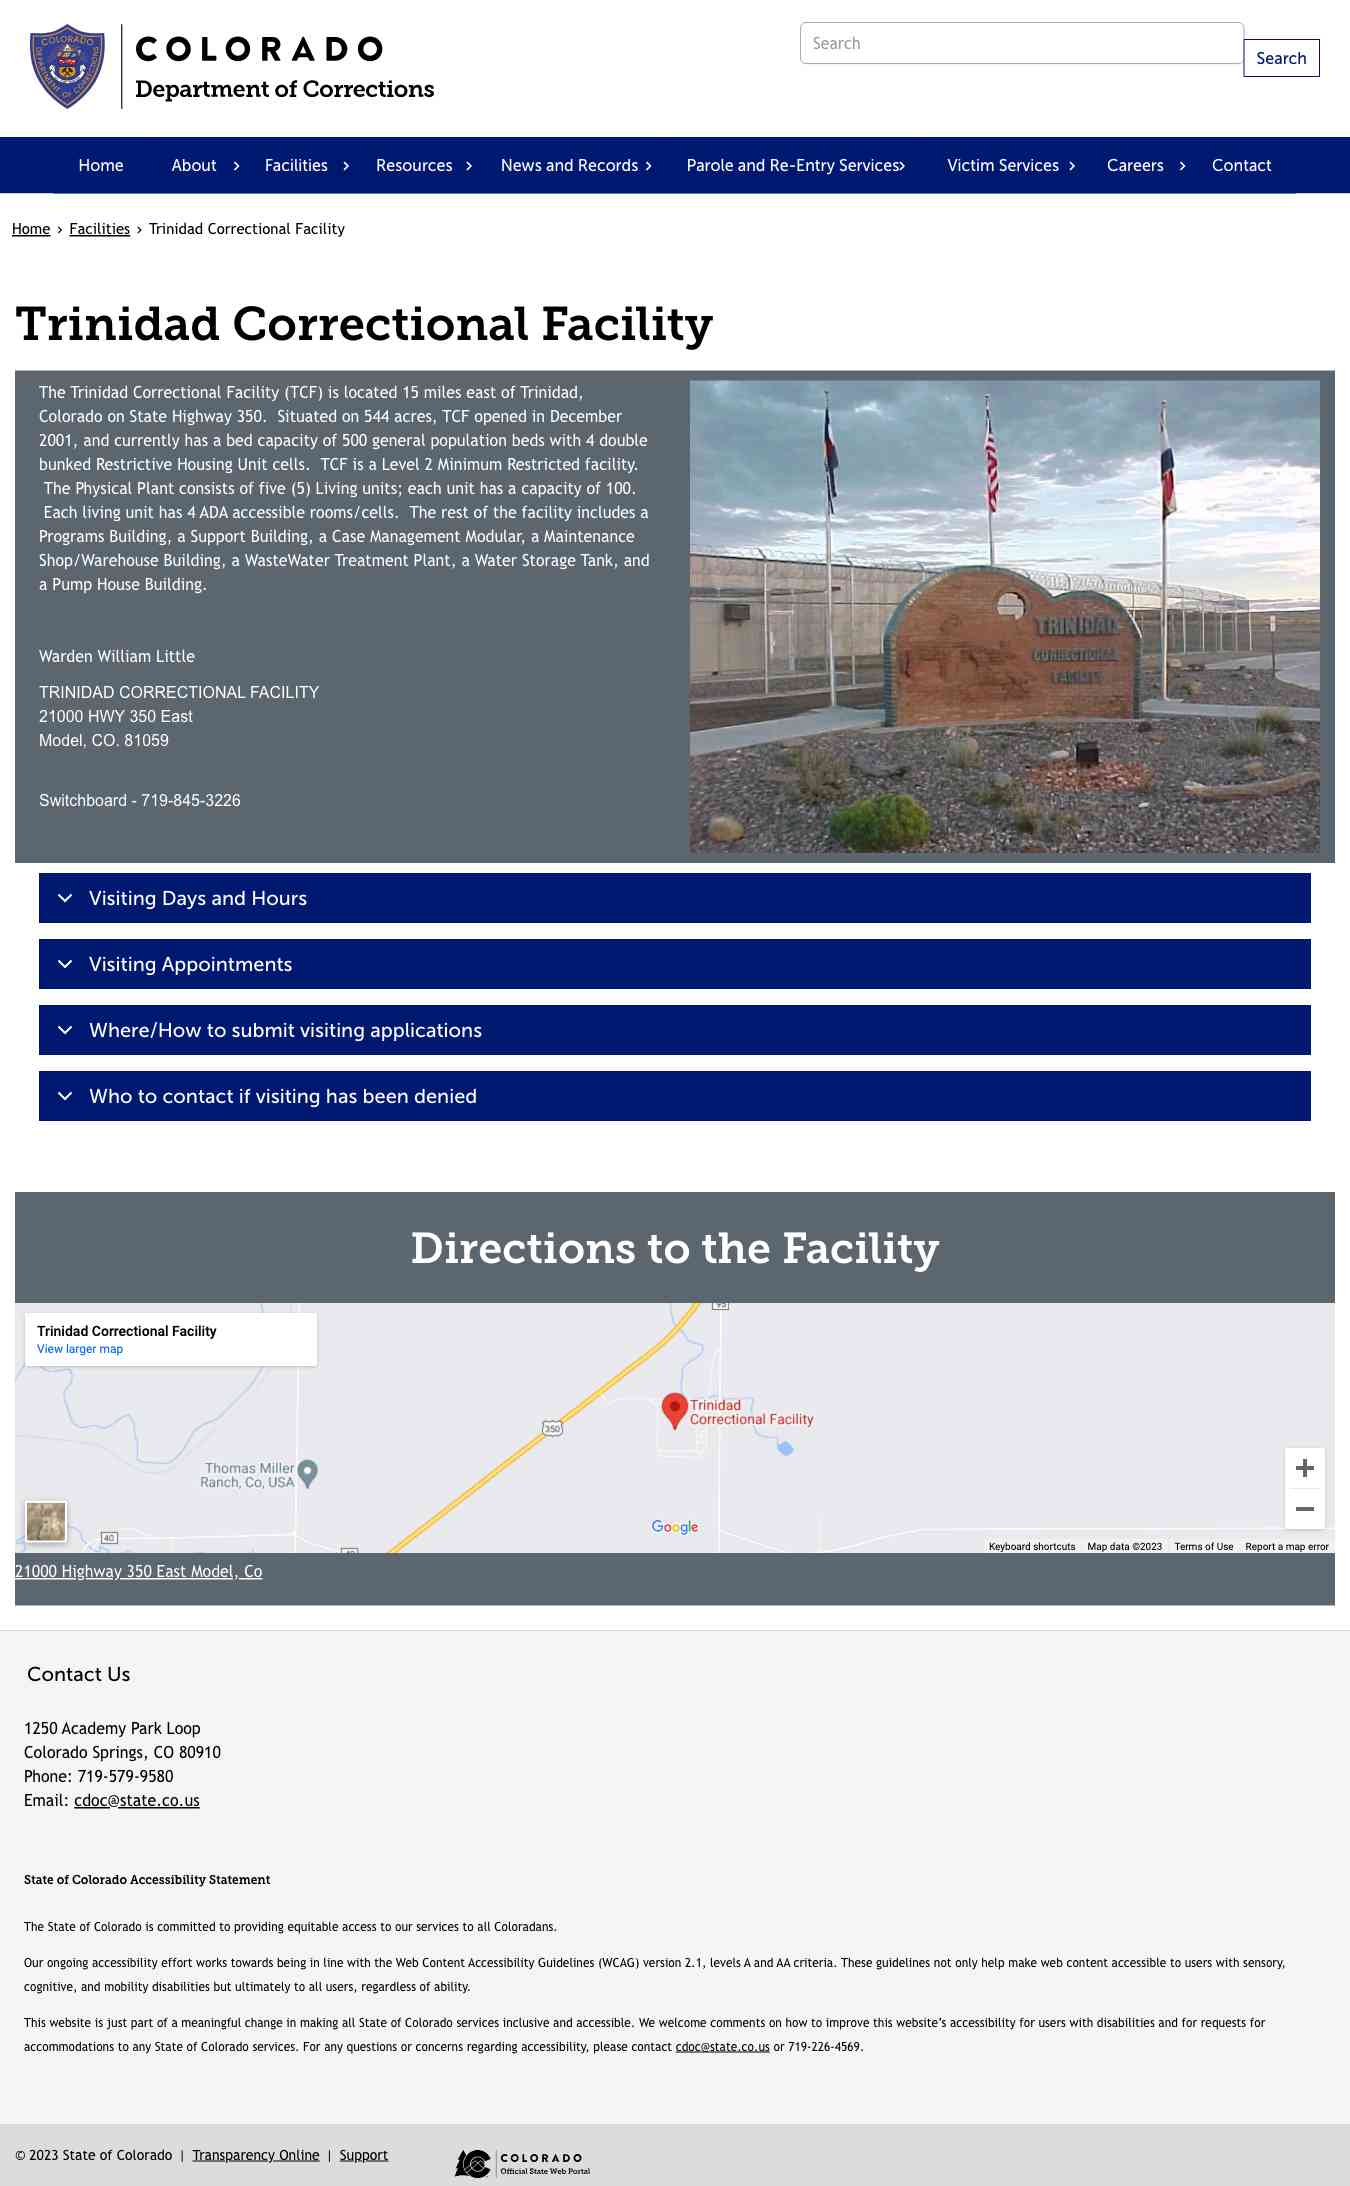 COLORADO
Department of Corrections
Search
Search
Home
About
Facilities
Resources
News and Records
Parole and Re-Entry Services
Victim Services
Careers
Contact
Home › Facilities › Trinidad Correctional Facility
Trinidad Correctional Facility
The Trinidad Correctional Facility (TCF) is located 15 miles east of Trinidad,
Colorado on State Highway 350.  Situated on 544 acres, TCF opened in December
2001, and currently has a bed capacity of 500 general population beds with 4 double
bunked Restrictive Housing Unit cells.  TCF is a Level 2 Minimum Restricted facility.
The Physical Plant consists of five (5) Living units; each unit has a capacity of 100.
Each living unit has 4 ADA accessible rooms/cells.  The rest of the facility includes a
Programs Building, a Support Building, a Case Management Modular, a Maintenance
Shop/Warehouse Building, a WasteWater Treatment Plant, a Water Storage Tank, and
a Pump House Building.
Warden William Little
TRINIDAD CORRECTIONAL FACILITY
21000 HWY 350 East
Model, CO. 81059
Switchboard - 719-845-3226
TRINIDAD
CORRECTIONAL
FACILITY
Visiting Days and Hours
Visiting Appointments
Where/How to submit visiting applications
Who to contact if visiting has been denied
Directions to the Facility
Trinidad Correctional Facility
View larger map
95
Trinidad
Correctional Facility
350
Thomas Miller
Ranch, Co, USA
40
40
Google
Keyboard shortcuts
Map data ©2023
Terms of Use
Report a map error
21000 Highway 350 East Model, Co
Contact Us
1250 Academy Park Loop
Colorado Springs, CO 80910
Phone: 719-579-9580
Email: cdoc@state.co.us
State of Colorado Accessibility Statement
The State of Colorado is committed to providing equitable access to our services to all Coloradans.
Our ongoing accessibility effort works towards being in line with the Web Content Accessibility Guidelines (WCAG) version 2.1, levels A and AA criteria. These guidelines not only help make web content accessible to users with sensory,
cognitive, and mobility disabilities but ultimately to all users, regardless of ability.
This website is just part of a meaningful change in making all State of Colorado services inclusive and accessible. We welcome comments on how to improve this website’s accessibility for users with disabilities and for requests for
accommodations to any State of Colorado services. For any questions or concerns regarding accessibility, please contact cdoc@state.co.us or 719-226-4569.
© 2023 State of Colorado | Transparency Online | Support
COLORADO
Official State Web Portal